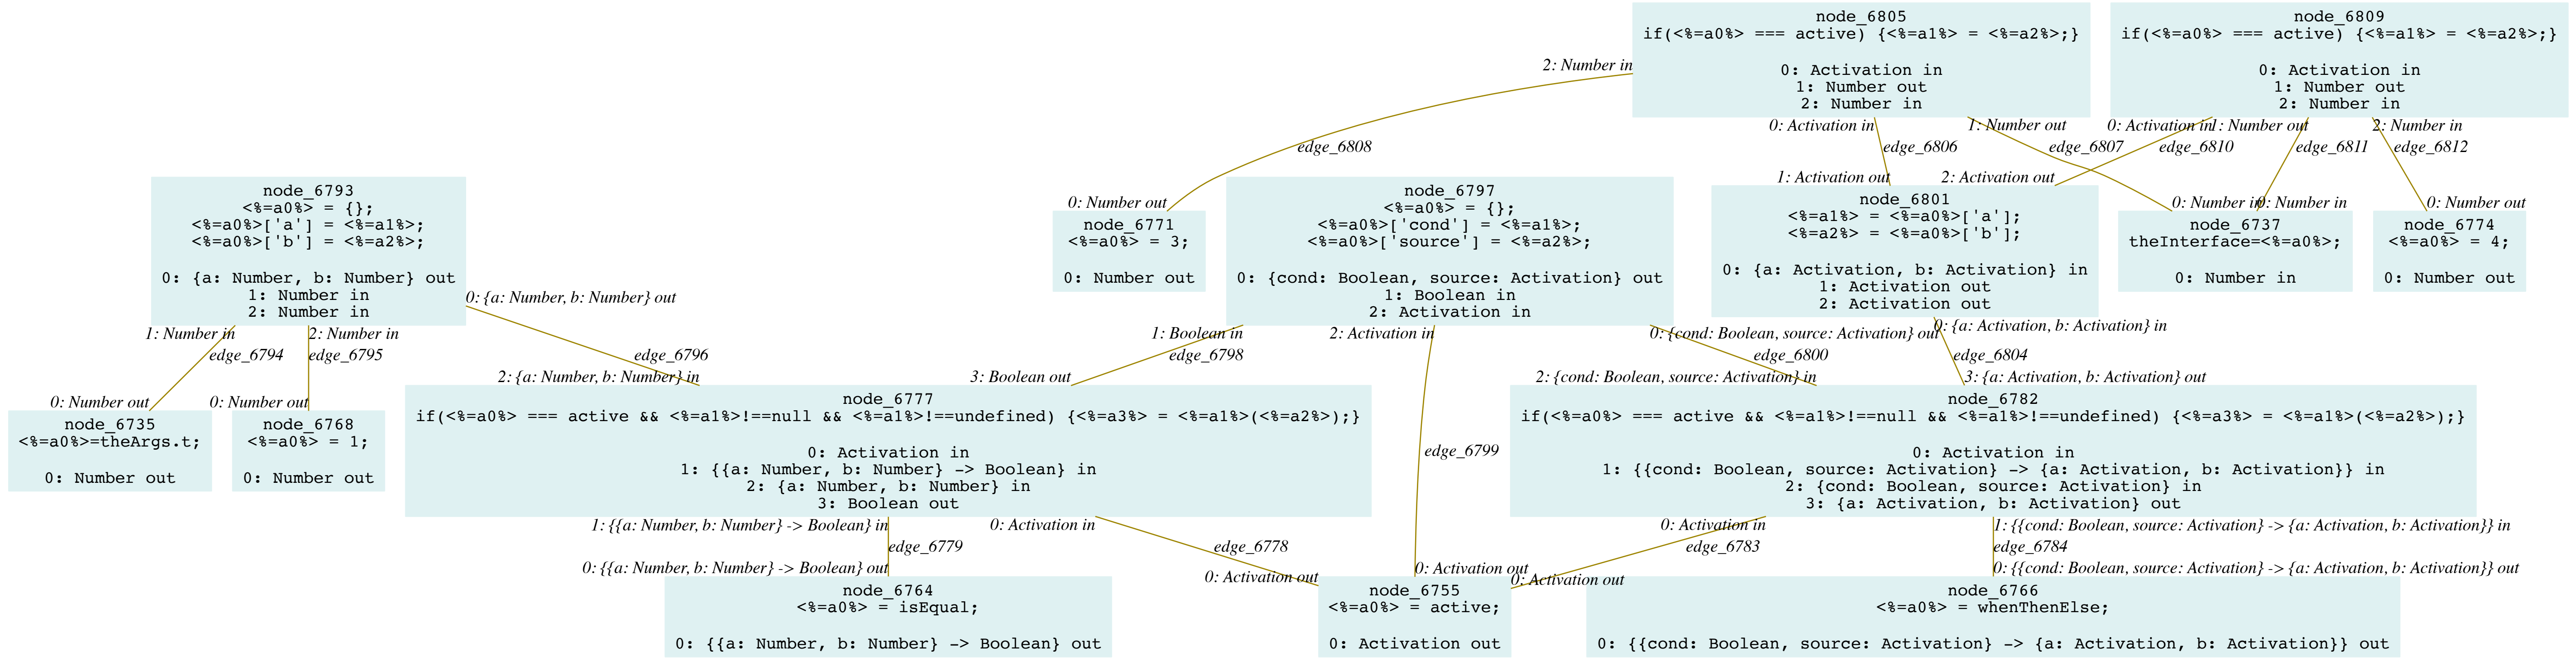 node_6805
if(<%=a0%> === active) {<%=a1%> = <%=a2%>;}
0: Activation in
1: Number out
2: Number in
node_6809
if(<%=a0%> === active) {<%=a1%> = <%=a2%>;}
0: Activation in
1: Number out
2: Number in
2: Number in
0: Activation in
1: Number out
0: Activation in
1: Number out
2: Number in
edge_6808
edge_6806
edge_6807
edge_6810
edge_6811
edge_6812
0: Number out
1: Activation out
2: Activation out
0: Number in
0: Number in
0: Number out
node_6793
<%=a0%> = {};
<%=a0%>['a'] = <%=a1%>;
<%=a0%>['b'] = <%=a2%>;
0: {a: Number, b: Number} out
1: Number in
2: Number in
node_6771
<%=a0%> = 3;
0: Number out
node_6797
<%=a0%> = {};
<%=a0%>['cond'] = <%=a1%>;
<%=a0%>['source'] = <%=a2%>;
0: {cond: Boolean, source: Activation} out
1: Boolean in
2: Activation in
node_6801
<%=a1%> = <%=a0%>['a'];
<%=a2%> = <%=a0%>['b'];
0: {a: Activation, b: Activation} in
1: Activation out
2: Activation out
node_6737
theInterface=<%=a0%>;
0: Number in
node_6774
<%=a0%> = 4;
0: Number out
0: {a: Number, b: Number} out
1: Number in
2: Number in
1: Boolean in
2: Activation in
0: {cond: Boolean, source: Activation} out
0: {a: Activation, b: Activation} in
edge_6794
edge_6795
edge_6796
edge_6798
edge_6800
edge_6804
0: Number out
0: Number out
2: {a: Number, b: Number} in
3: Boolean out
2: {cond: Boolean, source: Activation} in
3: {a: Activation, b: Activation} out
node_6735
<%=a0%>=theArgs.t;
0: Number out
node_6768
<%=a0%> = 1;
0: Number out
node_6777
if(<%=a0%> === active && <%=a1%>!==null && <%=a1%>!==undefined) {<%=a3%> = <%=a1%>(<%=a2%>);}
0: Activation in
1: {{a: Number, b: Number} -> Boolean} in
2: {a: Number, b: Number} in
3: Boolean out
edge_6799
node_6782
if(<%=a0%> === active && <%=a1%>!==null && <%=a1%>!==undefined) {<%=a3%> = <%=a1%>(<%=a2%>);}
0: Activation in
1: {{cond: Boolean, source: Activation} -> {a: Activation, b: Activation}} in
2: {cond: Boolean, source: Activation} in
3: {a: Activation, b: Activation} out
1: {{a: Number, b: Number} -> Boolean} in
0: Activation in
0: Activation in
1: {{cond: Boolean, source: Activation} -> {a: Activation, b: Activation}} in
edge_6779
edge_6778
edge_6783
edge_6784
0: {{a: Number, b: Number} -> Boolean} out
0: Activation out
0: Activation out
0: Activation out
0: {{cond: Boolean, source: Activation} -> {a: Activation, b: Activation}} out
node_6764
<%=a0%> = isEqual;
0: {{a: Number, b: Number} -> Boolean} out
node_6755
<%=a0%> = active;
0: Activation out
node_6766
<%=a0%> = whenThenElse;
0: {{cond: Boolean, source: Activation} -> {a: Activation, b: Activation}} out